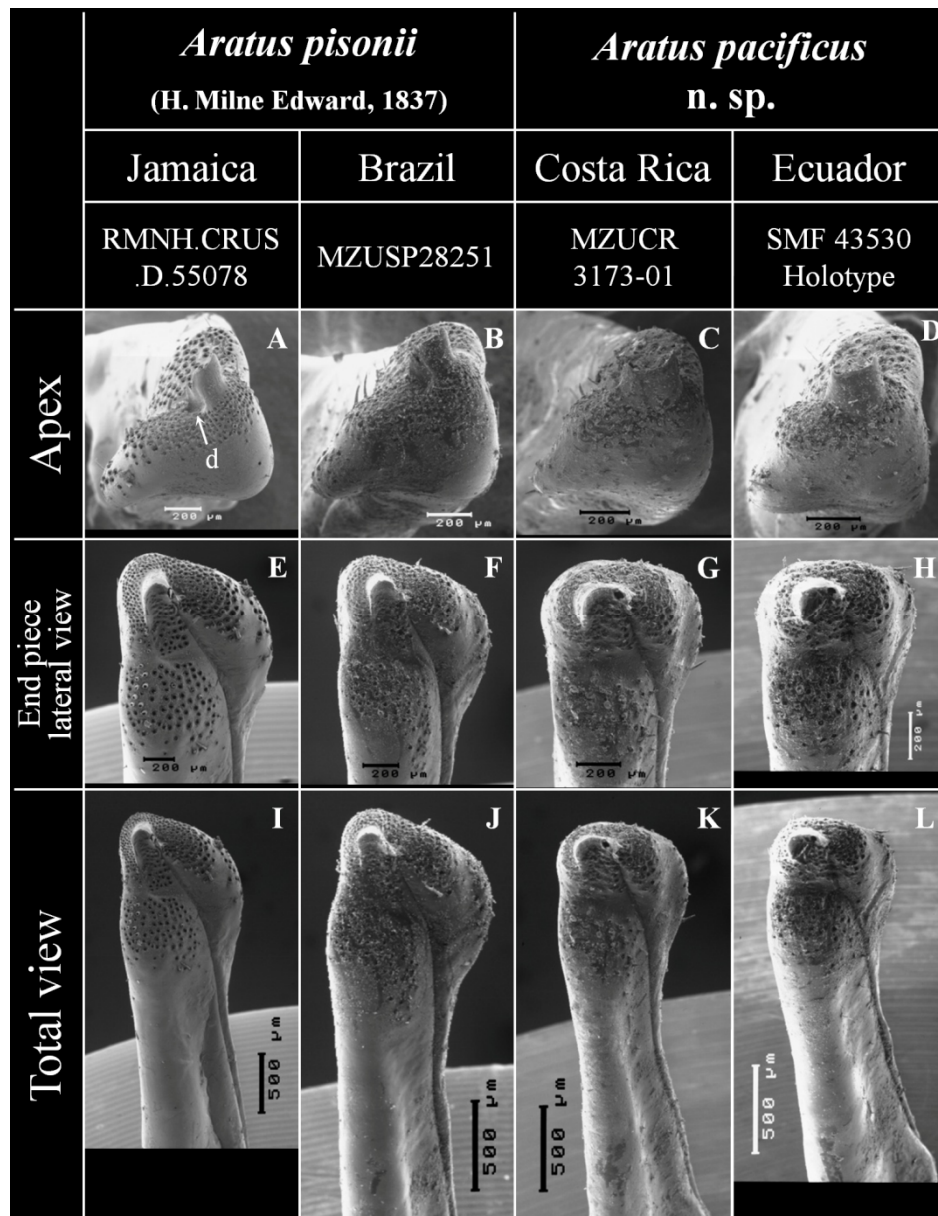 Aratus pisonii
(H. Milne Edward, 1837)
Aratus pacificus
n. sp.
Jamaica
Brazil
Costa Rica
Ecuador
RMNH.CRUS
.D.55078
MZUSP28251
MZUCR
3173-01
SMF 43530
Holotype
Apex
A
d
200 µm
B
200 µm
C
200 µm
D
200 µm
End piece
lateral view
E
200 µm
F
200 µm
G
200 µm
H
200 µm
Total view
I
500 µm
J
500 µm
K
500 µm
L
500 µm